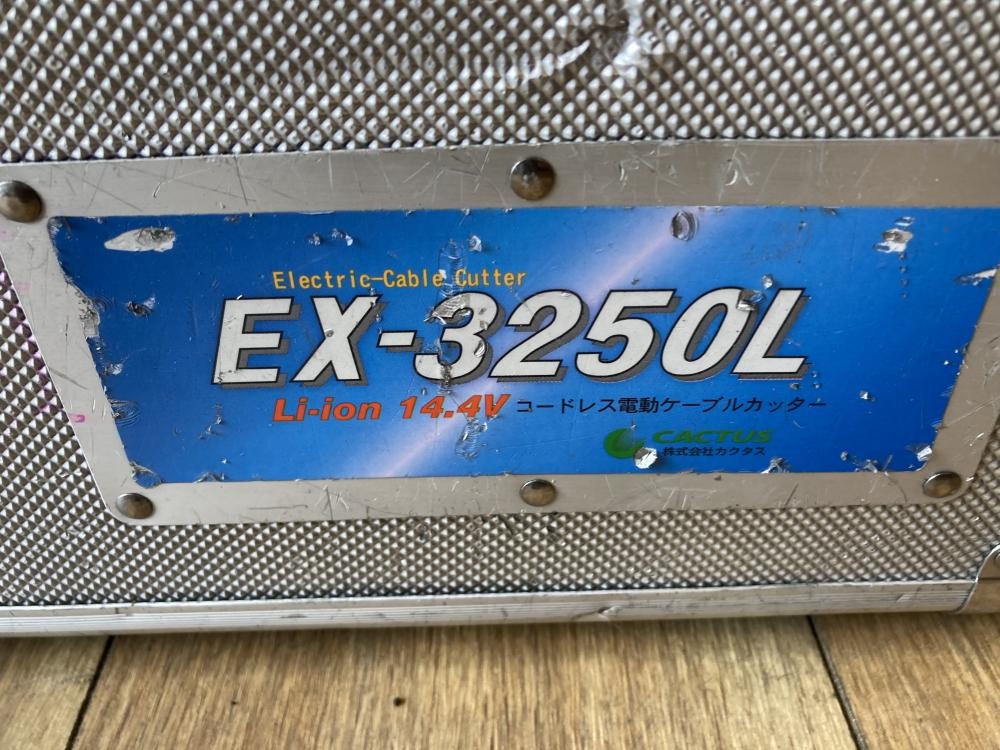 Electric-Cable Cutter
EX-3250L
Li-ion 14.4V コードレス電動ケーブルカッター
CACTUS
株式会社カクタス